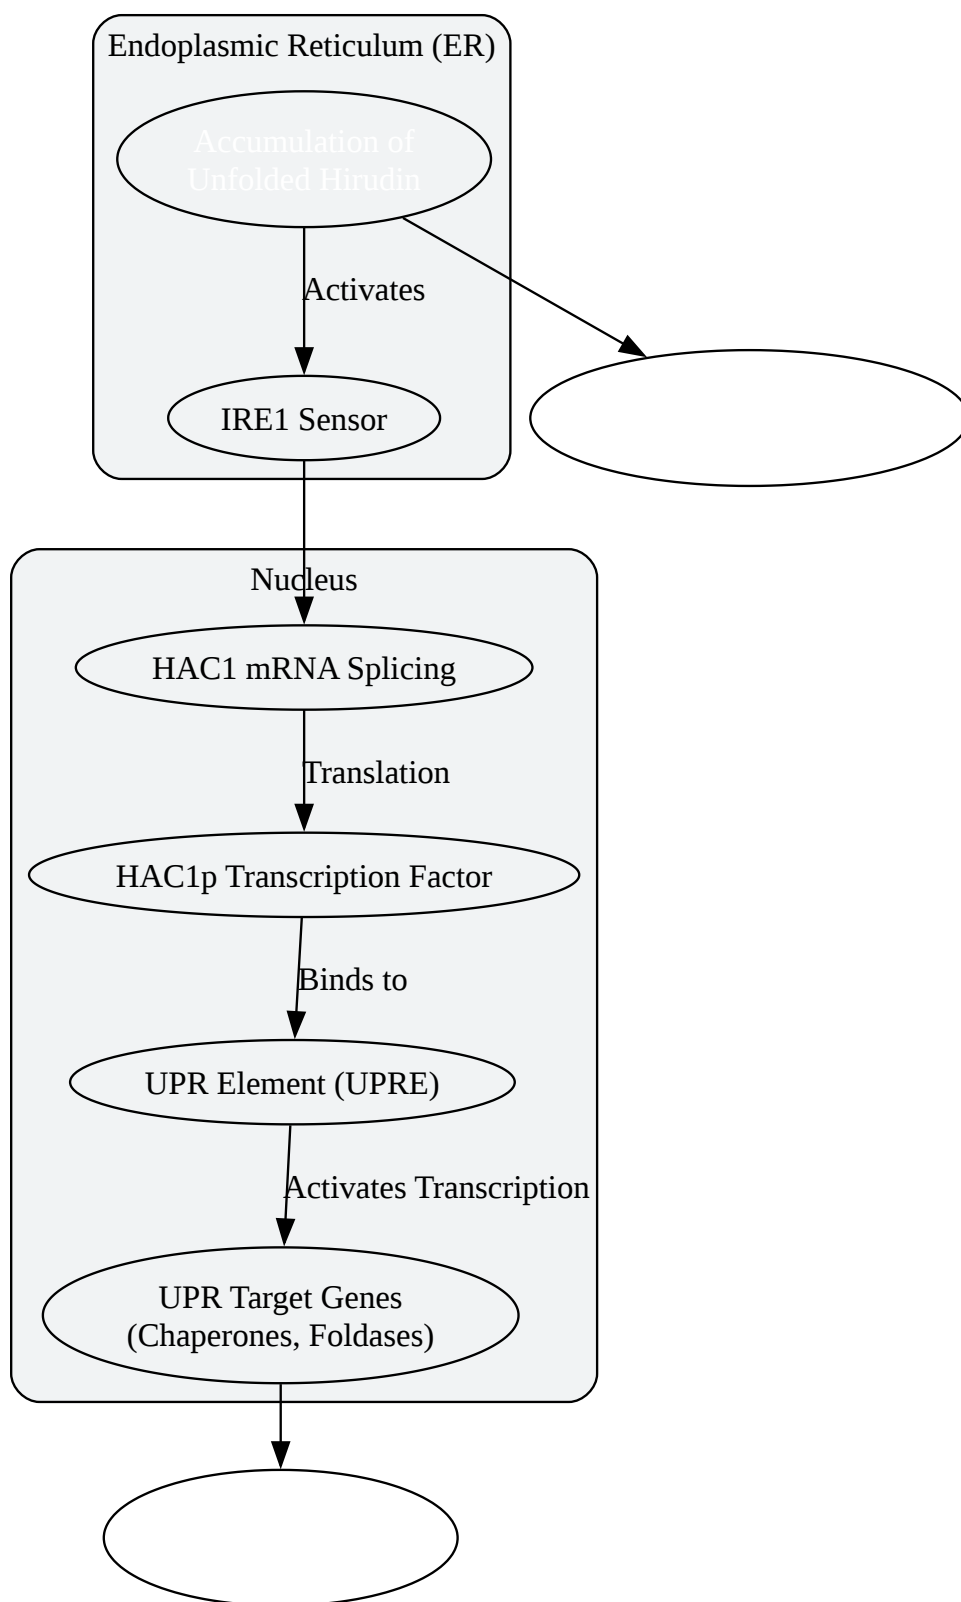 Endoplasmic Reticulum (ER)
Accumulation of
Unfolded Hirudin
Activates
IRE1 Sensor
Nucleus
HAC1 mRNA Splicing
Translation
HAC1p Transcription Factor
Binds to
UPR Element (UPRE)
Activates Transcription
UPR Target Genes
(Chaperones, Foldases)